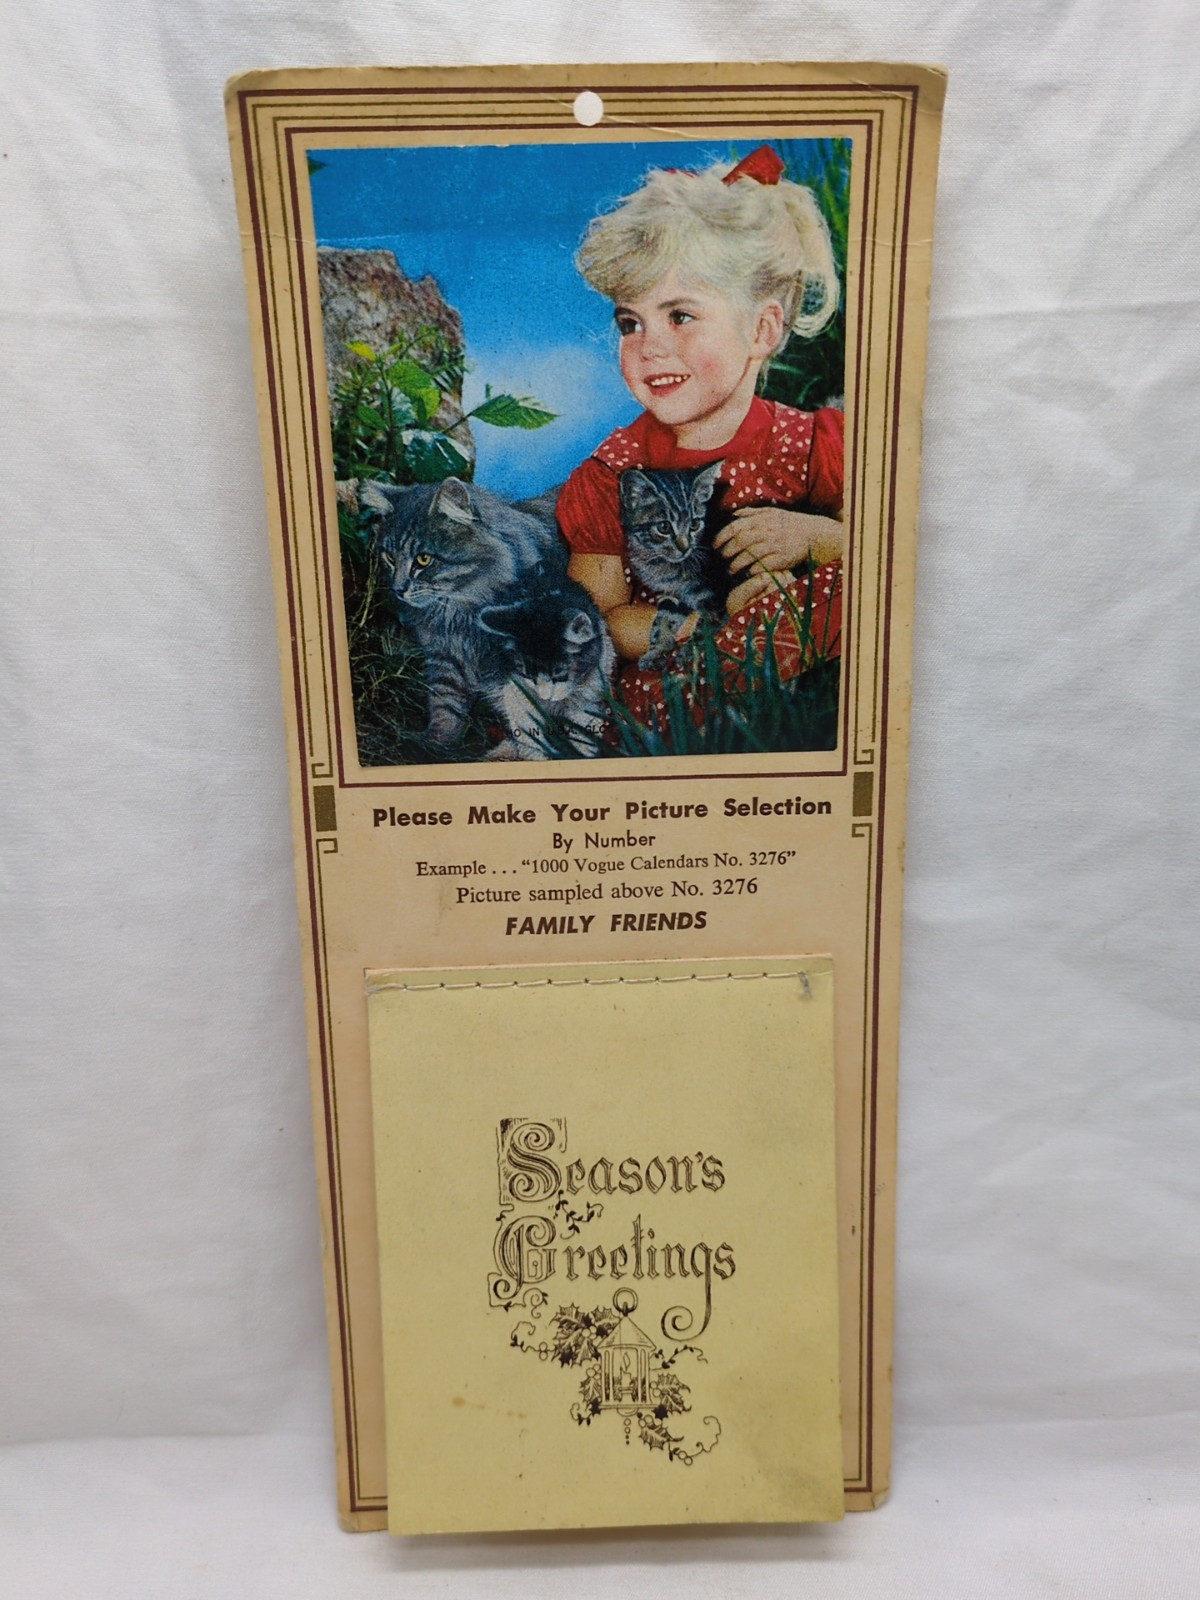 IN U.S.A.
Please Make Your Picture Selection
By Number
Example . . . “1000 Vogue Calendars No. 3276”
Picture sampled above No. 3276
FAMILY FRIENDS
Season's
Greetings